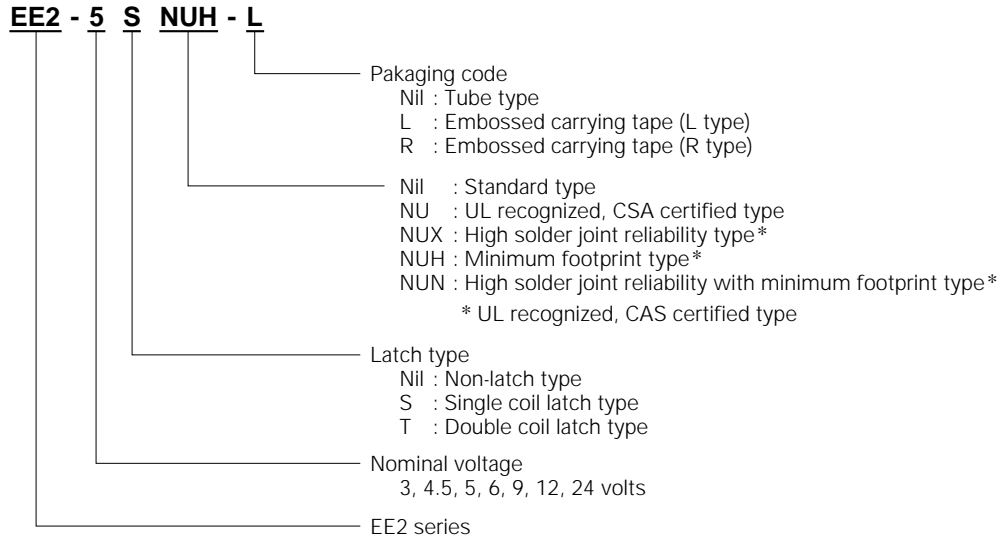 EE2 - 5 S NUH - L
Pakaging code
Nil : Tube type
L : Embossed carrying tape (L type)
R : Embossed carrying tape (R type)
Nil : Standard type
NU : UL recognized, CSA certified type
NUX : High solder joint reliability type*
NUH : Minimum footprint type*
NUN : High solder joint reliability with minimum footprint type*
* UL recognized, CAS certified type
Latch type
Nil : Non-latch type
S : Single coil latch type
T : Double coil latch type
Nominal voltage
3, 4.5, 5, 6, 9, 12, 24 volts
EE2 series